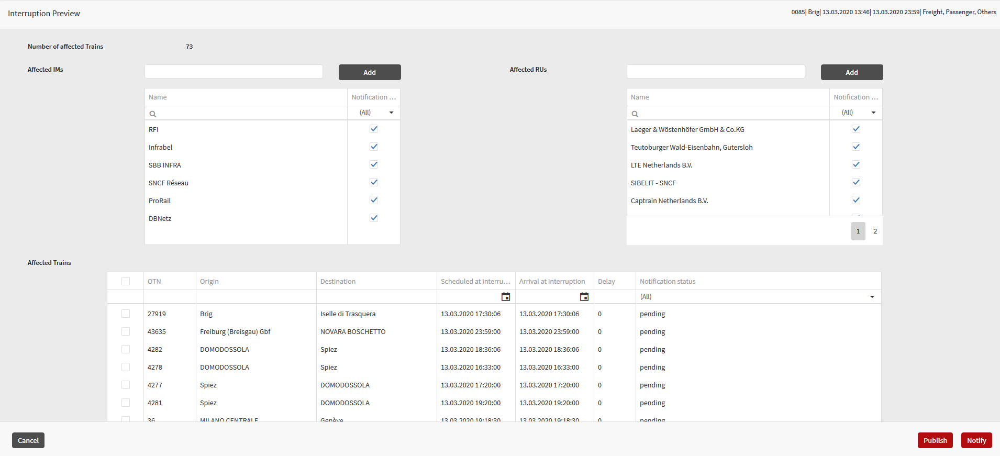 Interruption Preview
0085| Brig| 13.03.2020 13:46| 13.03.2020 23:59| Freight, Passenger, Others
Number of affected Trains 73
Affected IMs Add
Name Notification ...
(All)
RFI
Infrabel
SBB INFRA
SNCF Réseau
ProRail
DBNetz
Affected RUs Add
Name Notification ...
(All)
Laeger & Wöstenhöfer GmbH & Co.KG
Teutoburger Wald-Eisenbahn, Gutersloh
LTE Netherlands B.V.
SIBELIT - SNCF
Captrain Netherlands B.V.
1 2
Affected Trains
OTN Origin Destination Scheduled at interru... Arrival at interruption Delay Notification status
(All)
27919 Brig Iselle di Trasquera 13.03.2020 17:30:06 13.03.2020 17:30:06 0 pending
43635 Freiburg (Breisgau) Gbf NOVARA BOSCHETTO 13.03.2020 23:59:00 13.03.2020 23:59:00 0 pending
4282 DOMODOSSOLA Spiez 13.03.2020 18:36:06 13.03.2020 18:36:06 0 pending
4278 DOMODOSSOLA Spiez 13.03.2020 16:33:00 13.03.2020 16:33:00 0 pending
4277 Spiez DOMODOSSOLA 13.03.2020 17:20:00 13.03.2020 17:20:00 0 pending
4281 Spiez DOMODOSSOLA 13.03.2020 19:20:00 13.03.2020 19:20:00 0 pending
36 MILANO CENTRALE Genève 13.03.2020 19:18:30 13.03.2020 19:18:30 0 pending
Cancel Publish Notify